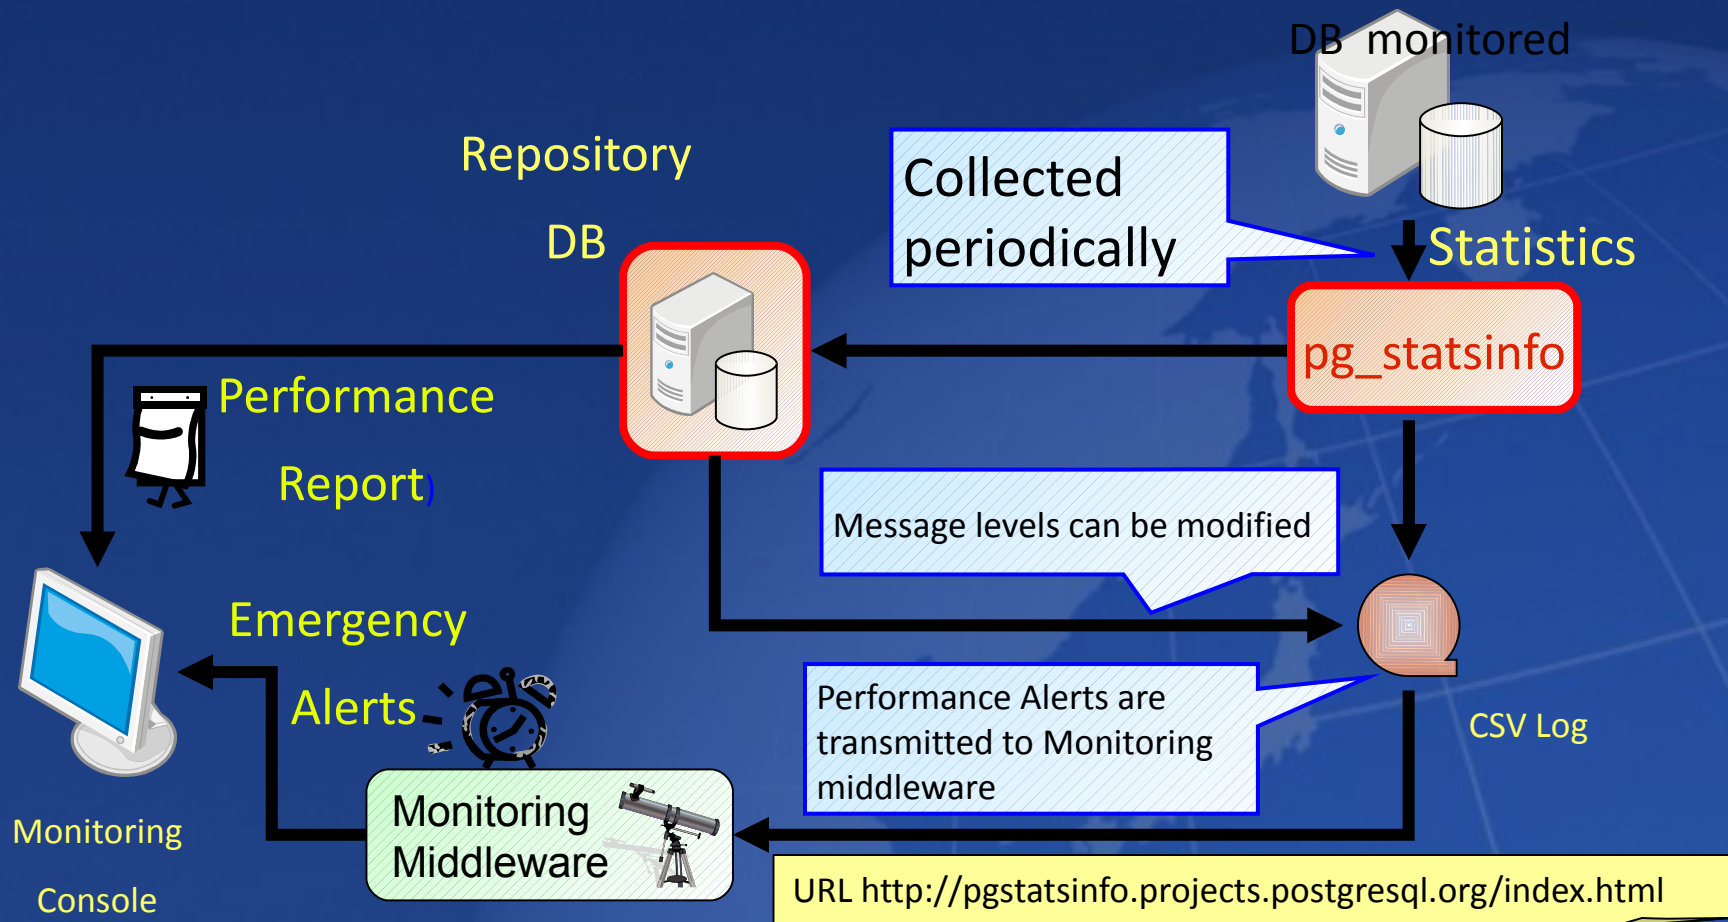 DB monitored
Repository
DB
Collected
periodically
Statistics
pg_statsinfo
Performance
Report)
Message levels can be modified
Emergency
Alerts
Performance Alerts are
transmitted to Monitoring
middleware
CSV Log
Monitoring
Middleware
Monitoring
Console
URL http://pgstatsinfo.projects.postgresql.org/index.html